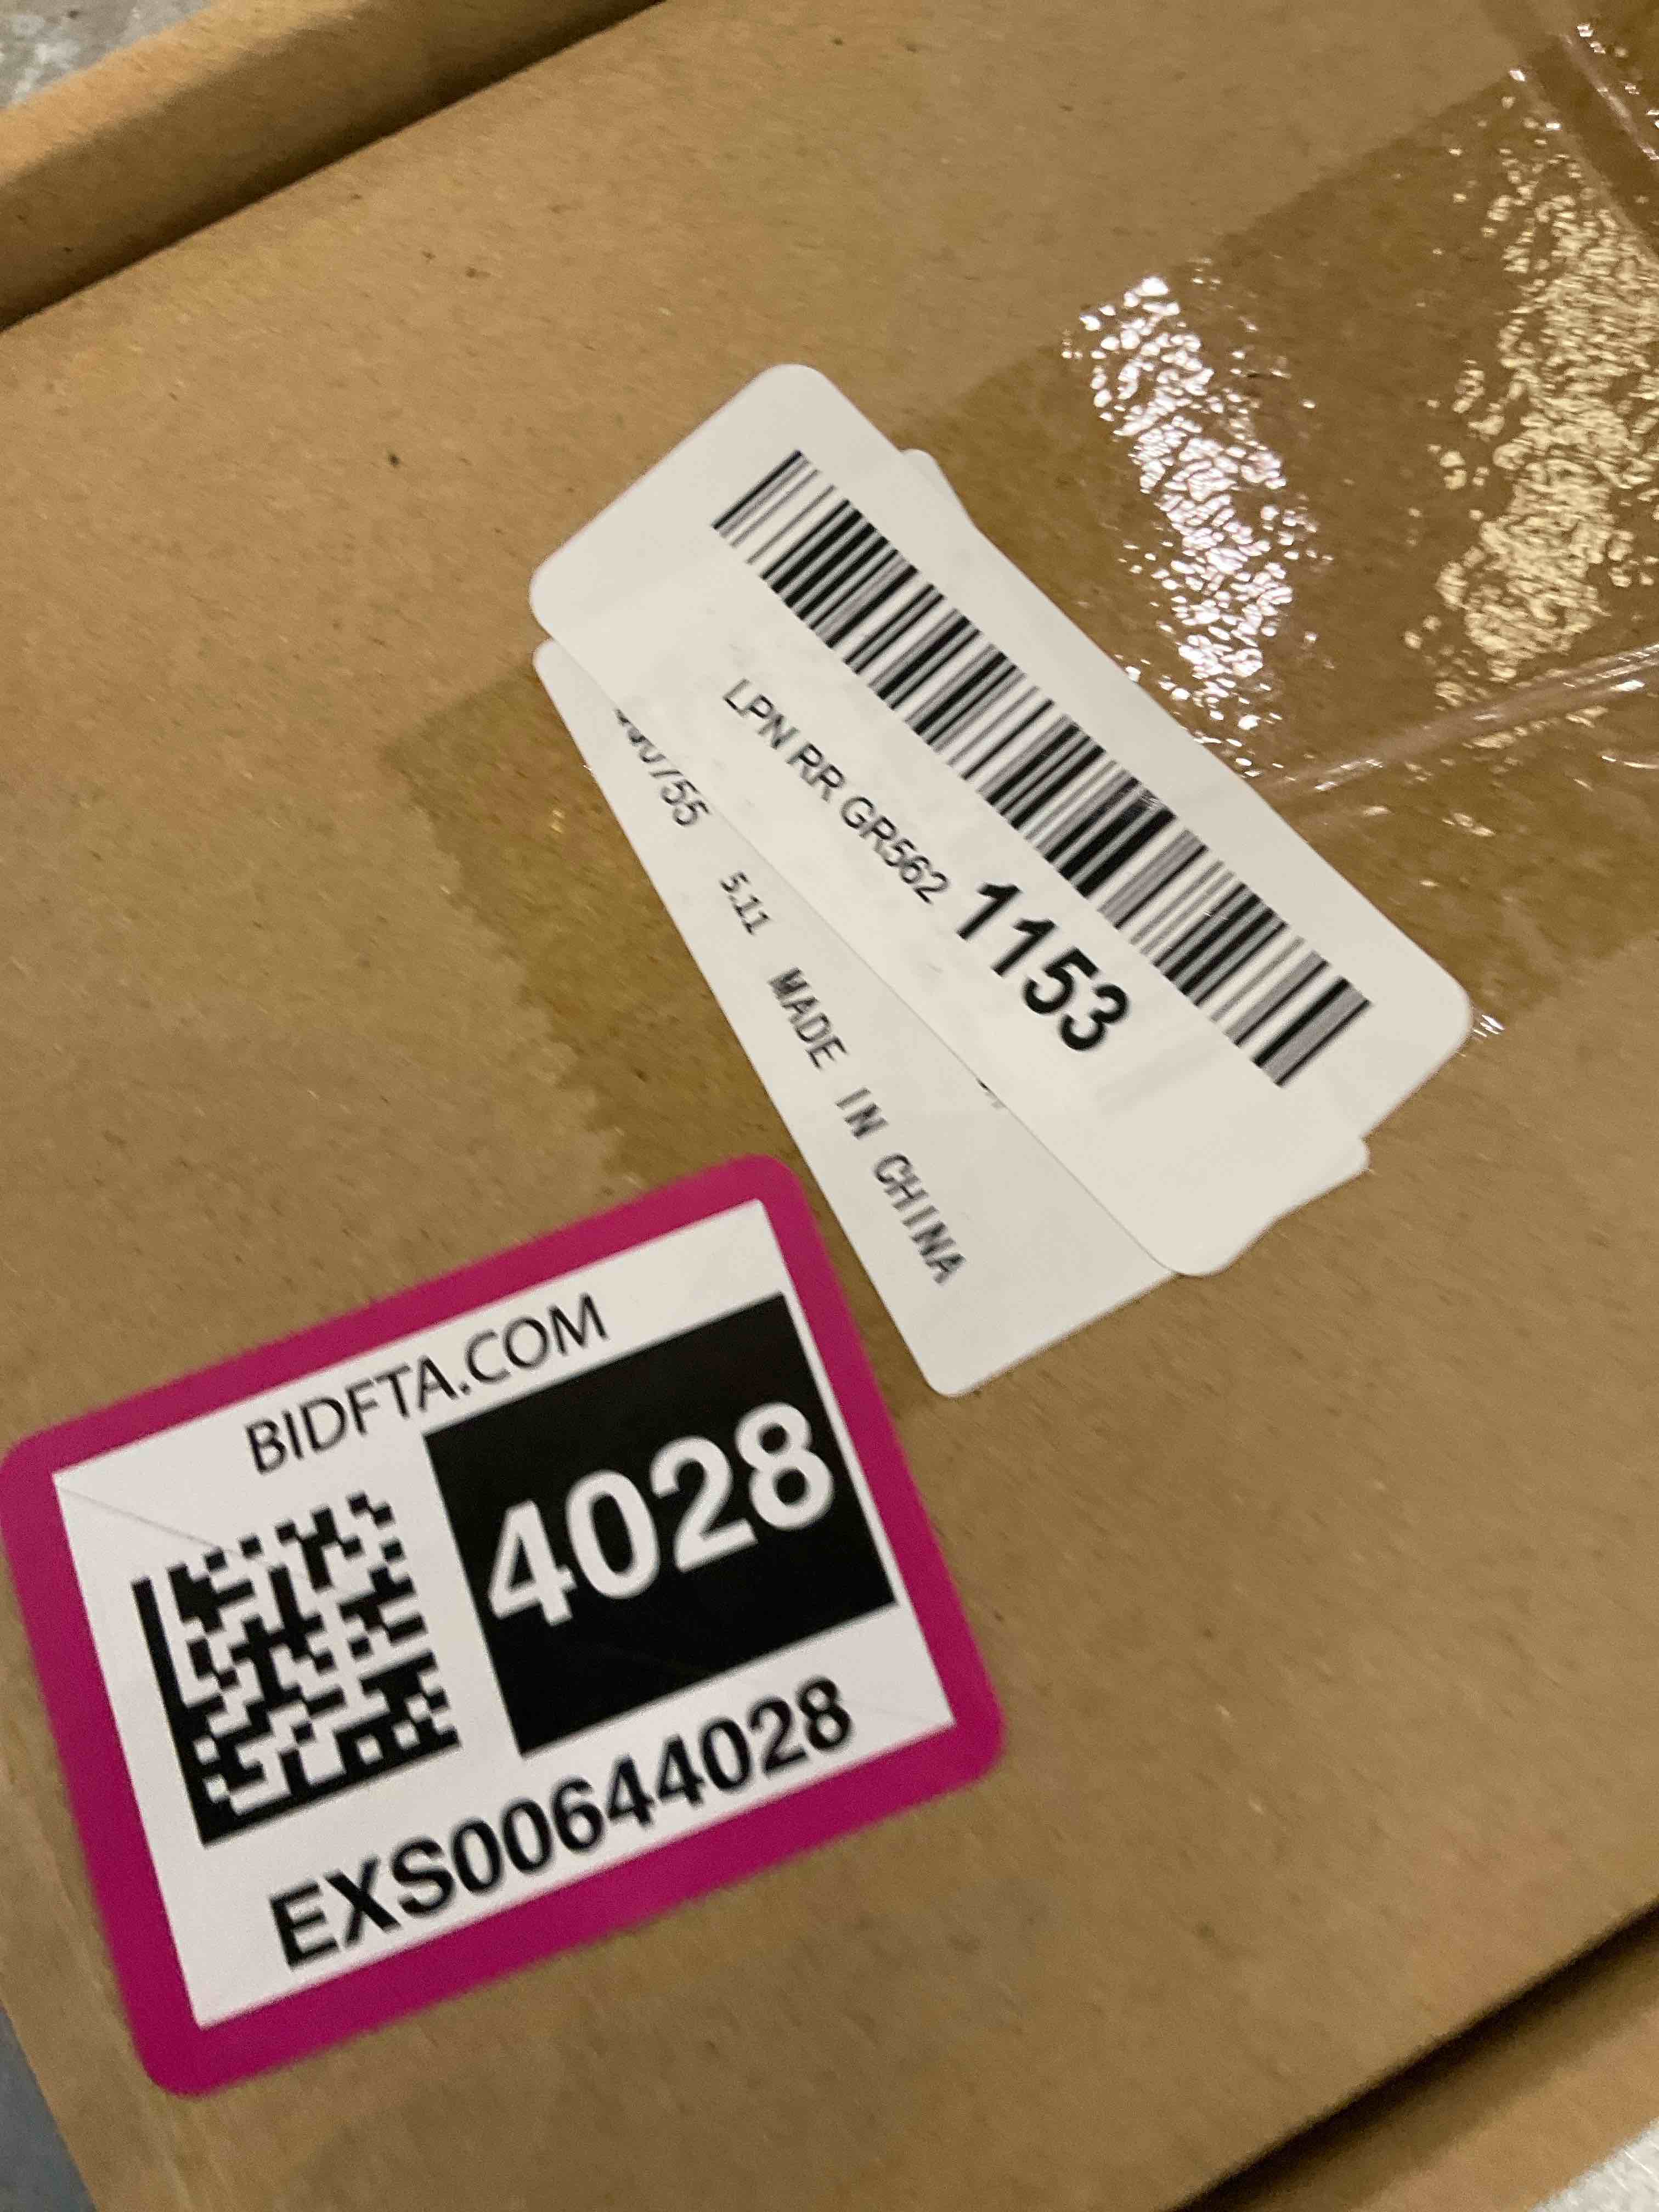 LPN RR GR562 1153
5.11 MADE IN CHINA
BIDFTA.COM
4028
EXS00644028